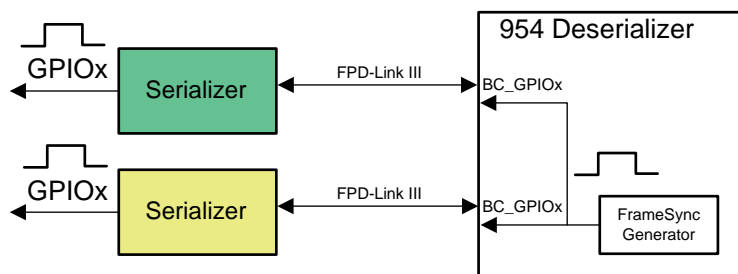 954 Deserializer
GPIOx
Serializer
FPD-Link III
BC_GPIOx
GPIOx
Serializer
FPD-Link III
BC_GPIOx
FrameSync
Generator